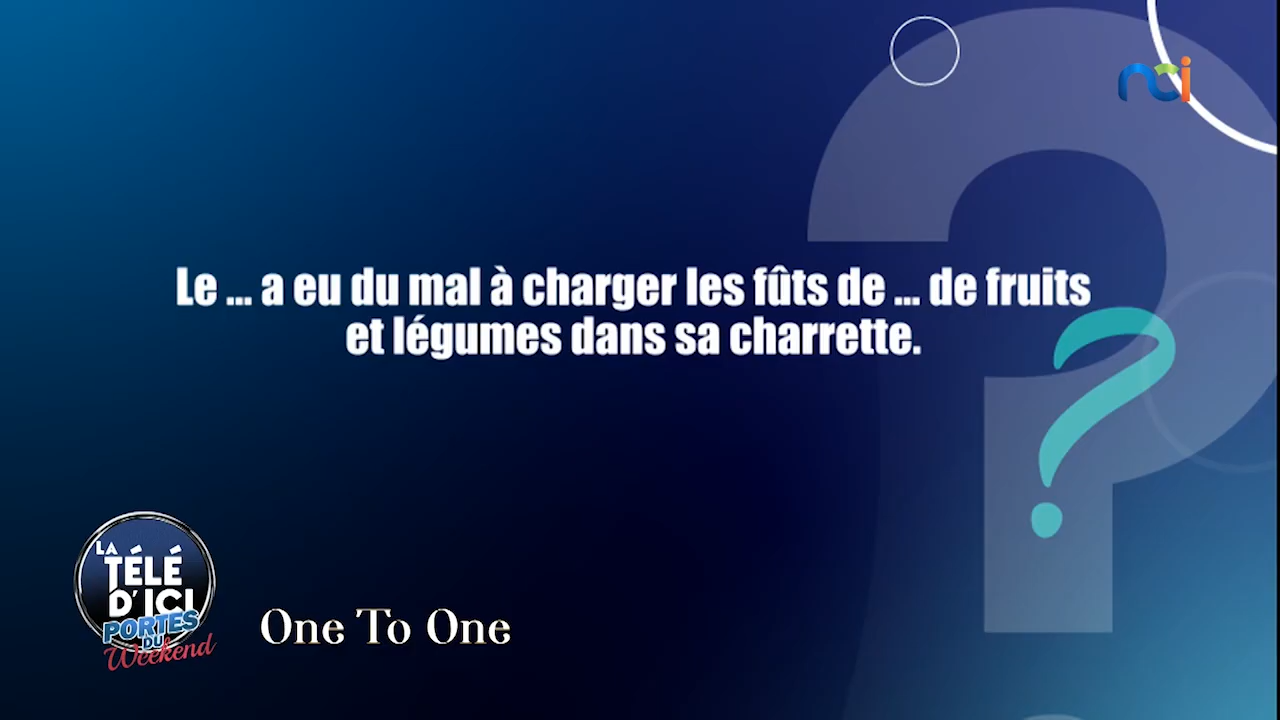 nci
Le ... a eu du mal à charger les fûts de ... de fruits
et légumes dans sa charrette.
LA
TÉLÉ
D'ICI
PORTES
DU
Weekend
One To One